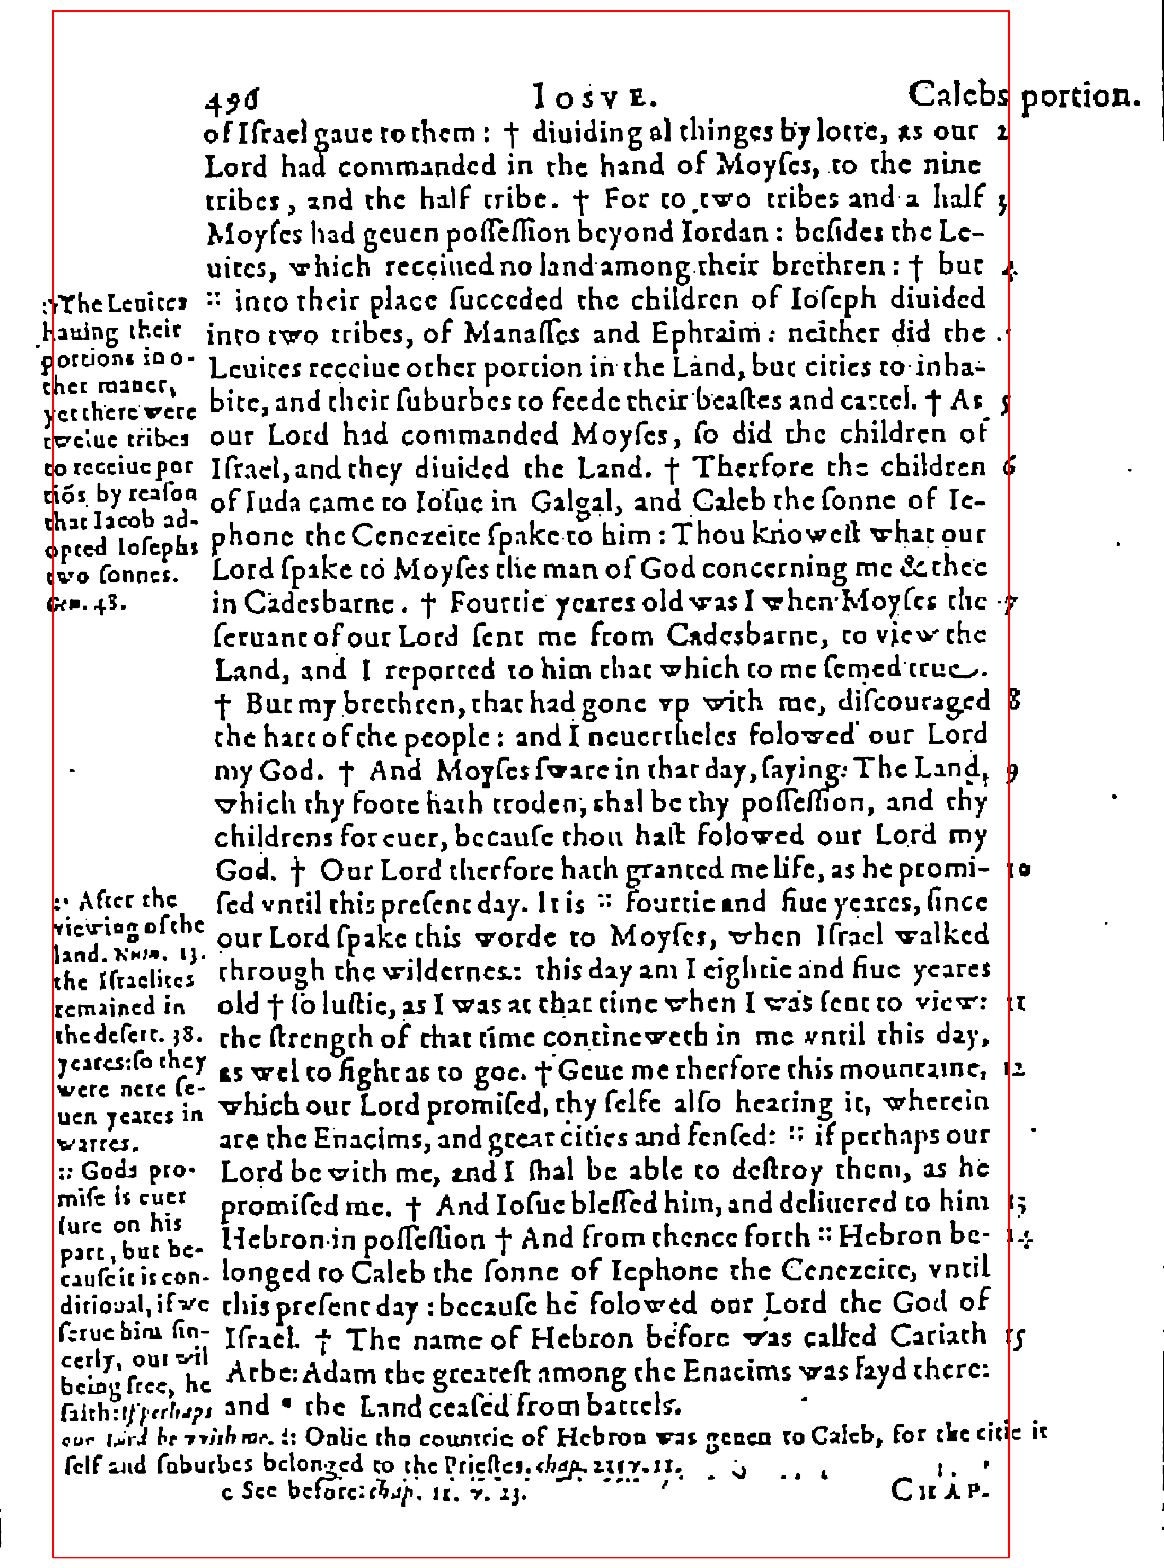 496 IOSVE. Calebs portion.
of Iſrael gaue to them: † diuiding al thinges by lotte, as our 2
Lord had commanded in the hand of Moyſes, to the nine
tribes, and the half tribe. † For to two tribes and a half 3
Moyſes had geuen poſſeſſion beyond Iordan: beſides the Le-
uites, which receiued no land among their brethren: † but 4
:: into their place ſucceded the children of Ioſeph diuided
into two tribes, of Manaſſes and Ephraim: neither did the
Leuites receiue other portion in the Land, but cities to inha-
bite, and their ſuburbes to feede their beaſtes and cattel. † As 5
our Lord had commanded Moyſes, ſo did the children of
Iſrael, and they diuided the Land. † Therfore the children 6
of Iuda came to Ioſue in Galgal, and Caleb the ſonne of Ie-
phone the Cenezeite ſpake to him: Thou knoweſt what our
Lord ſpake to Moyſes the man of God concerning me & thee
in Cadesbarne. † Fourtie yeares old was I when Moyſes the 7
ſeruant of our Lord ſent me from Cadesbarne, to view the
Land, and I reported to him that which to me ſemed true.
† But my brethren, that had gone vp with me, diſcouraged 8
the hart of the people: and I neuertheles folowed our Lord
my God. † And Moyſes ſware in that day, ſaying: The Land, 9
which thy foote hath troden, shal be thy poſſeſſion, and thy
childrens for euer, becauſe thou haſt folowed our Lord my
God. † Our Lord therfore hath granted me life, as he promi- 10
ſed vntil this preſent day. It is :: fourtie and fiue yeares, ſince
our Lord ſpake this worde to Moyſes, when Iſrael walked
through the wildernes: this day am I eightie and fiue yeares
old † ſo luſtie, as I was at that time when I was ſent to view: 11
the ſtrength of that time contineweth in me vntil this day,
as wel to fight as to goe. † Geue me therfore this mountaine, 12
which our Lord promiſed, thy ſelfe alſo hearing it, wherein
are the Enacims, and great cities and fenſed: :: if perhaps our
Lord be with me, and I ſhal be able to deſtroy them, as he
promiſed me. † And Ioſue bleſſed him, and deliuered to him 13
Hebron in poſſeſſion † And from thence forth :: Hebron be- 14
longed to Caleb the ſonne of Iephone the Cenezeite, vntil
this preſent day: becauſe he folowed our Lord the God of
Iſrael. † The name of Hebron before was called Cariath 15
Arbe: Adam the greateſt among the Enacims was ſayd there:
and " the Land ceaſed from battels.
:: The Leuites
hauing their
portions in o-
ther maner,
yet there were
twelue tribes
to receiue por
tiõs by reaſon
that Iacob ad-
opted Ioſephs
two ſonnes.
Gen. 48.
:: After the
viewing of the
land. Num. 13.
the Iſraelites
remained in
the deſert. 38.
yeares: ſo they
were nere ſe-
uen yeares in
warres.
:: Gods pro-
miſe is euer
ſure on his
part, but be-
cauſe it is con-
ditional, if we
ſerue him ſin-
cerly, our wil
being free, he
ſaith: if perhaps
our Lord be with me. :: Onlie the countrie of Hebron was geuen to Caleb, for the citie it
ſelf and ſuburbes belonged to the Prieſtes. chap. 21. v. 11.
c See before: chap. 11. v. 23.
CHAP.